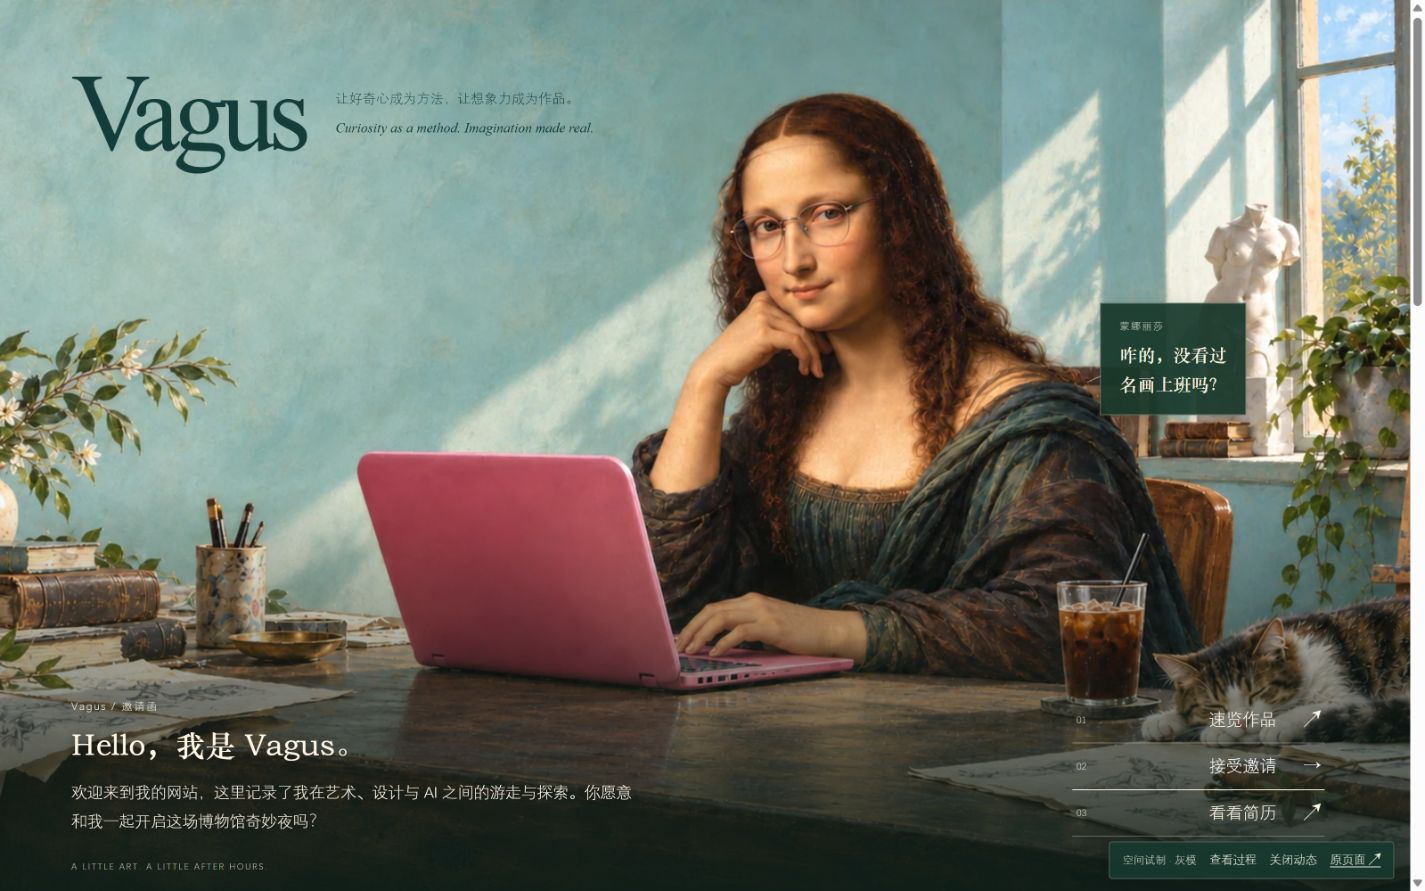 Vagus
让好奇心成为方法，让想象力成为作品。
Curiosity as a method. Imagination made real.
蒙娜丽莎
咋的，没看过
名画上班吗？
Vagus / 邀请函
Hello，我是 Vagus。
欢迎来到我的网站，这里记录了我在艺术、设计与 AI 之间的游走与探索。你愿意
和我一起开启这场博物馆奇妙夜吗？
A LITTLE ART. A LITTLE AFTER HOURS.
01 速览作品 ↗
02 接受邀请 →
03 看看简历 ↗
空间试制 · 灰模 查看过程 关闭动态 原页面 ↗